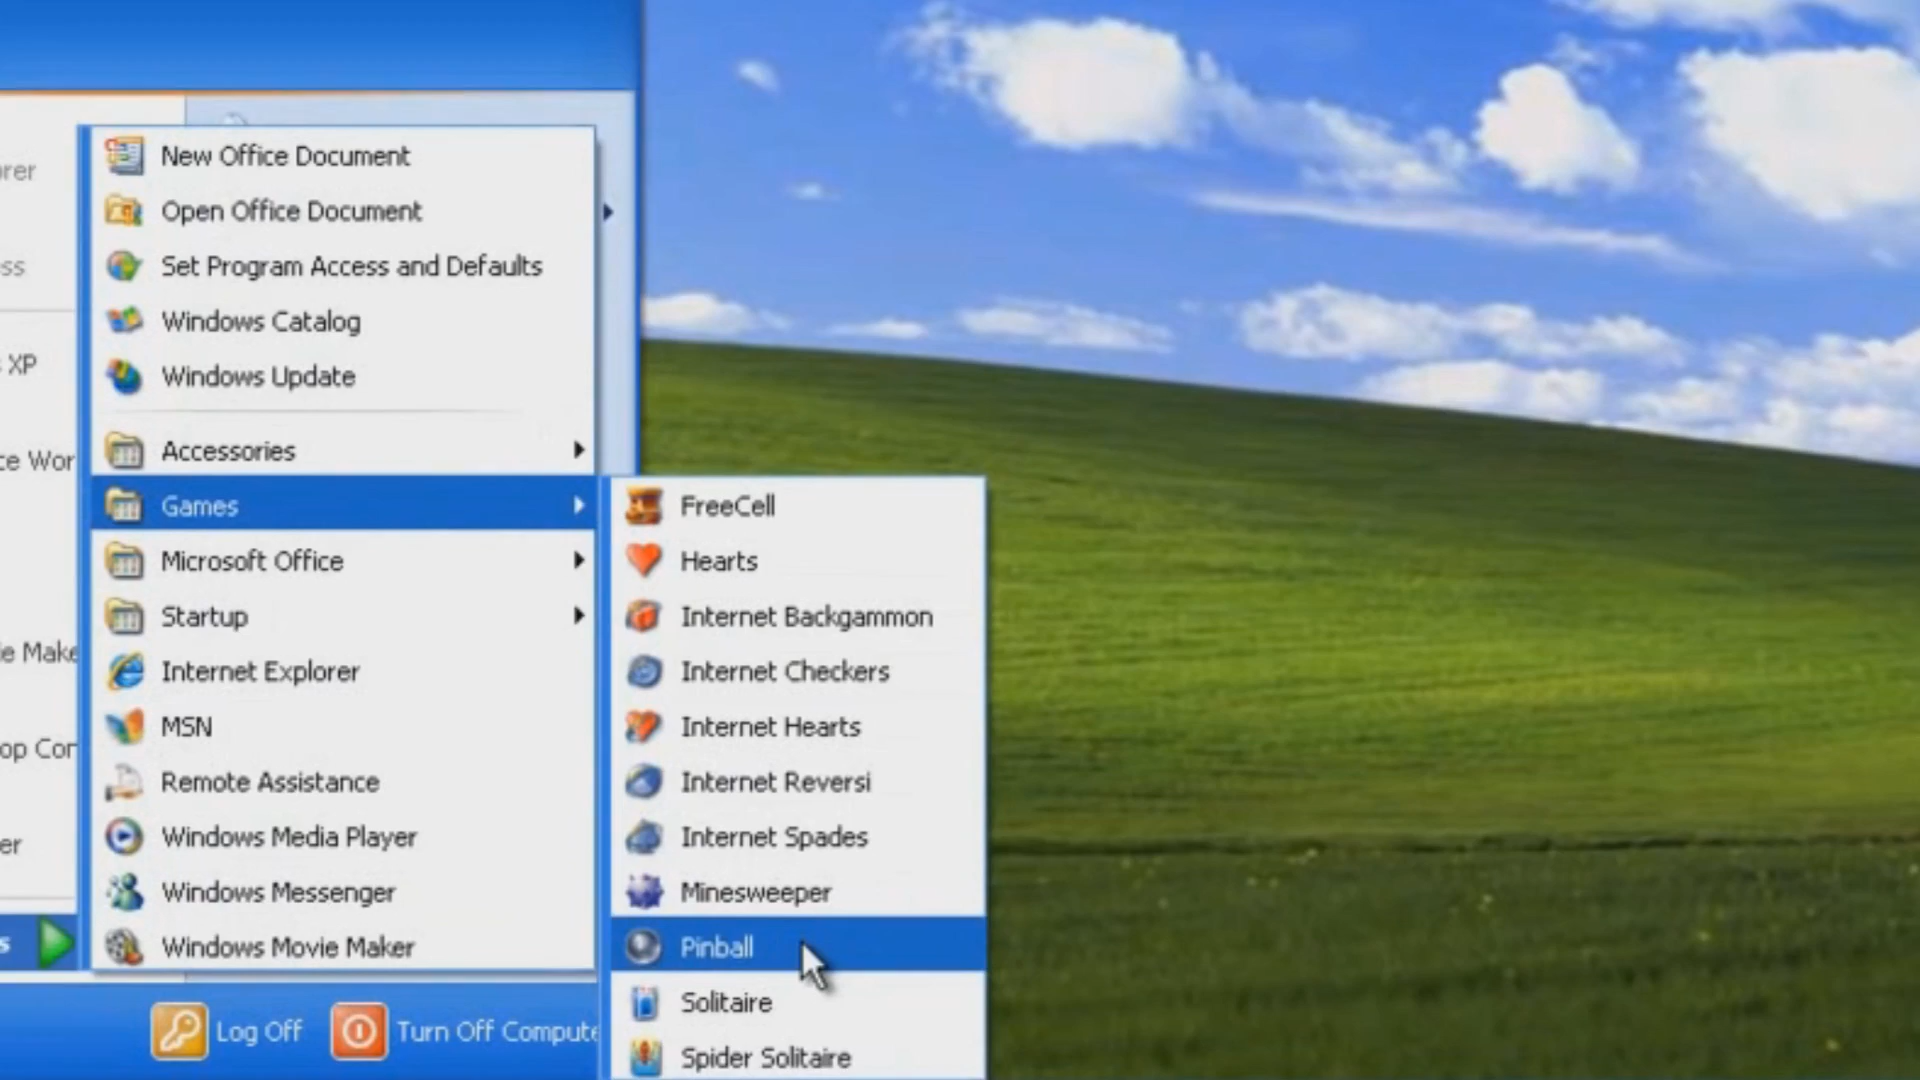 New Office Document
Open Office Document
Set Program Access and Defaults
Windows Catalog
Windows Update
XP
Accessories
Games
Microsoft Office
Startup
Internet Explorer
MSN
Remote Assistance
Windows Media Player
Windows Messenger
Windows Movie Maker
FreeCell
Hearts
Internet Backgammon
Internet Checkers
Internet Hearts
Internet Reversi
Internet Spades
Minesweeper
Pinball
Solitaire
Spider Solitaire
Log Off
Turn Off Compute